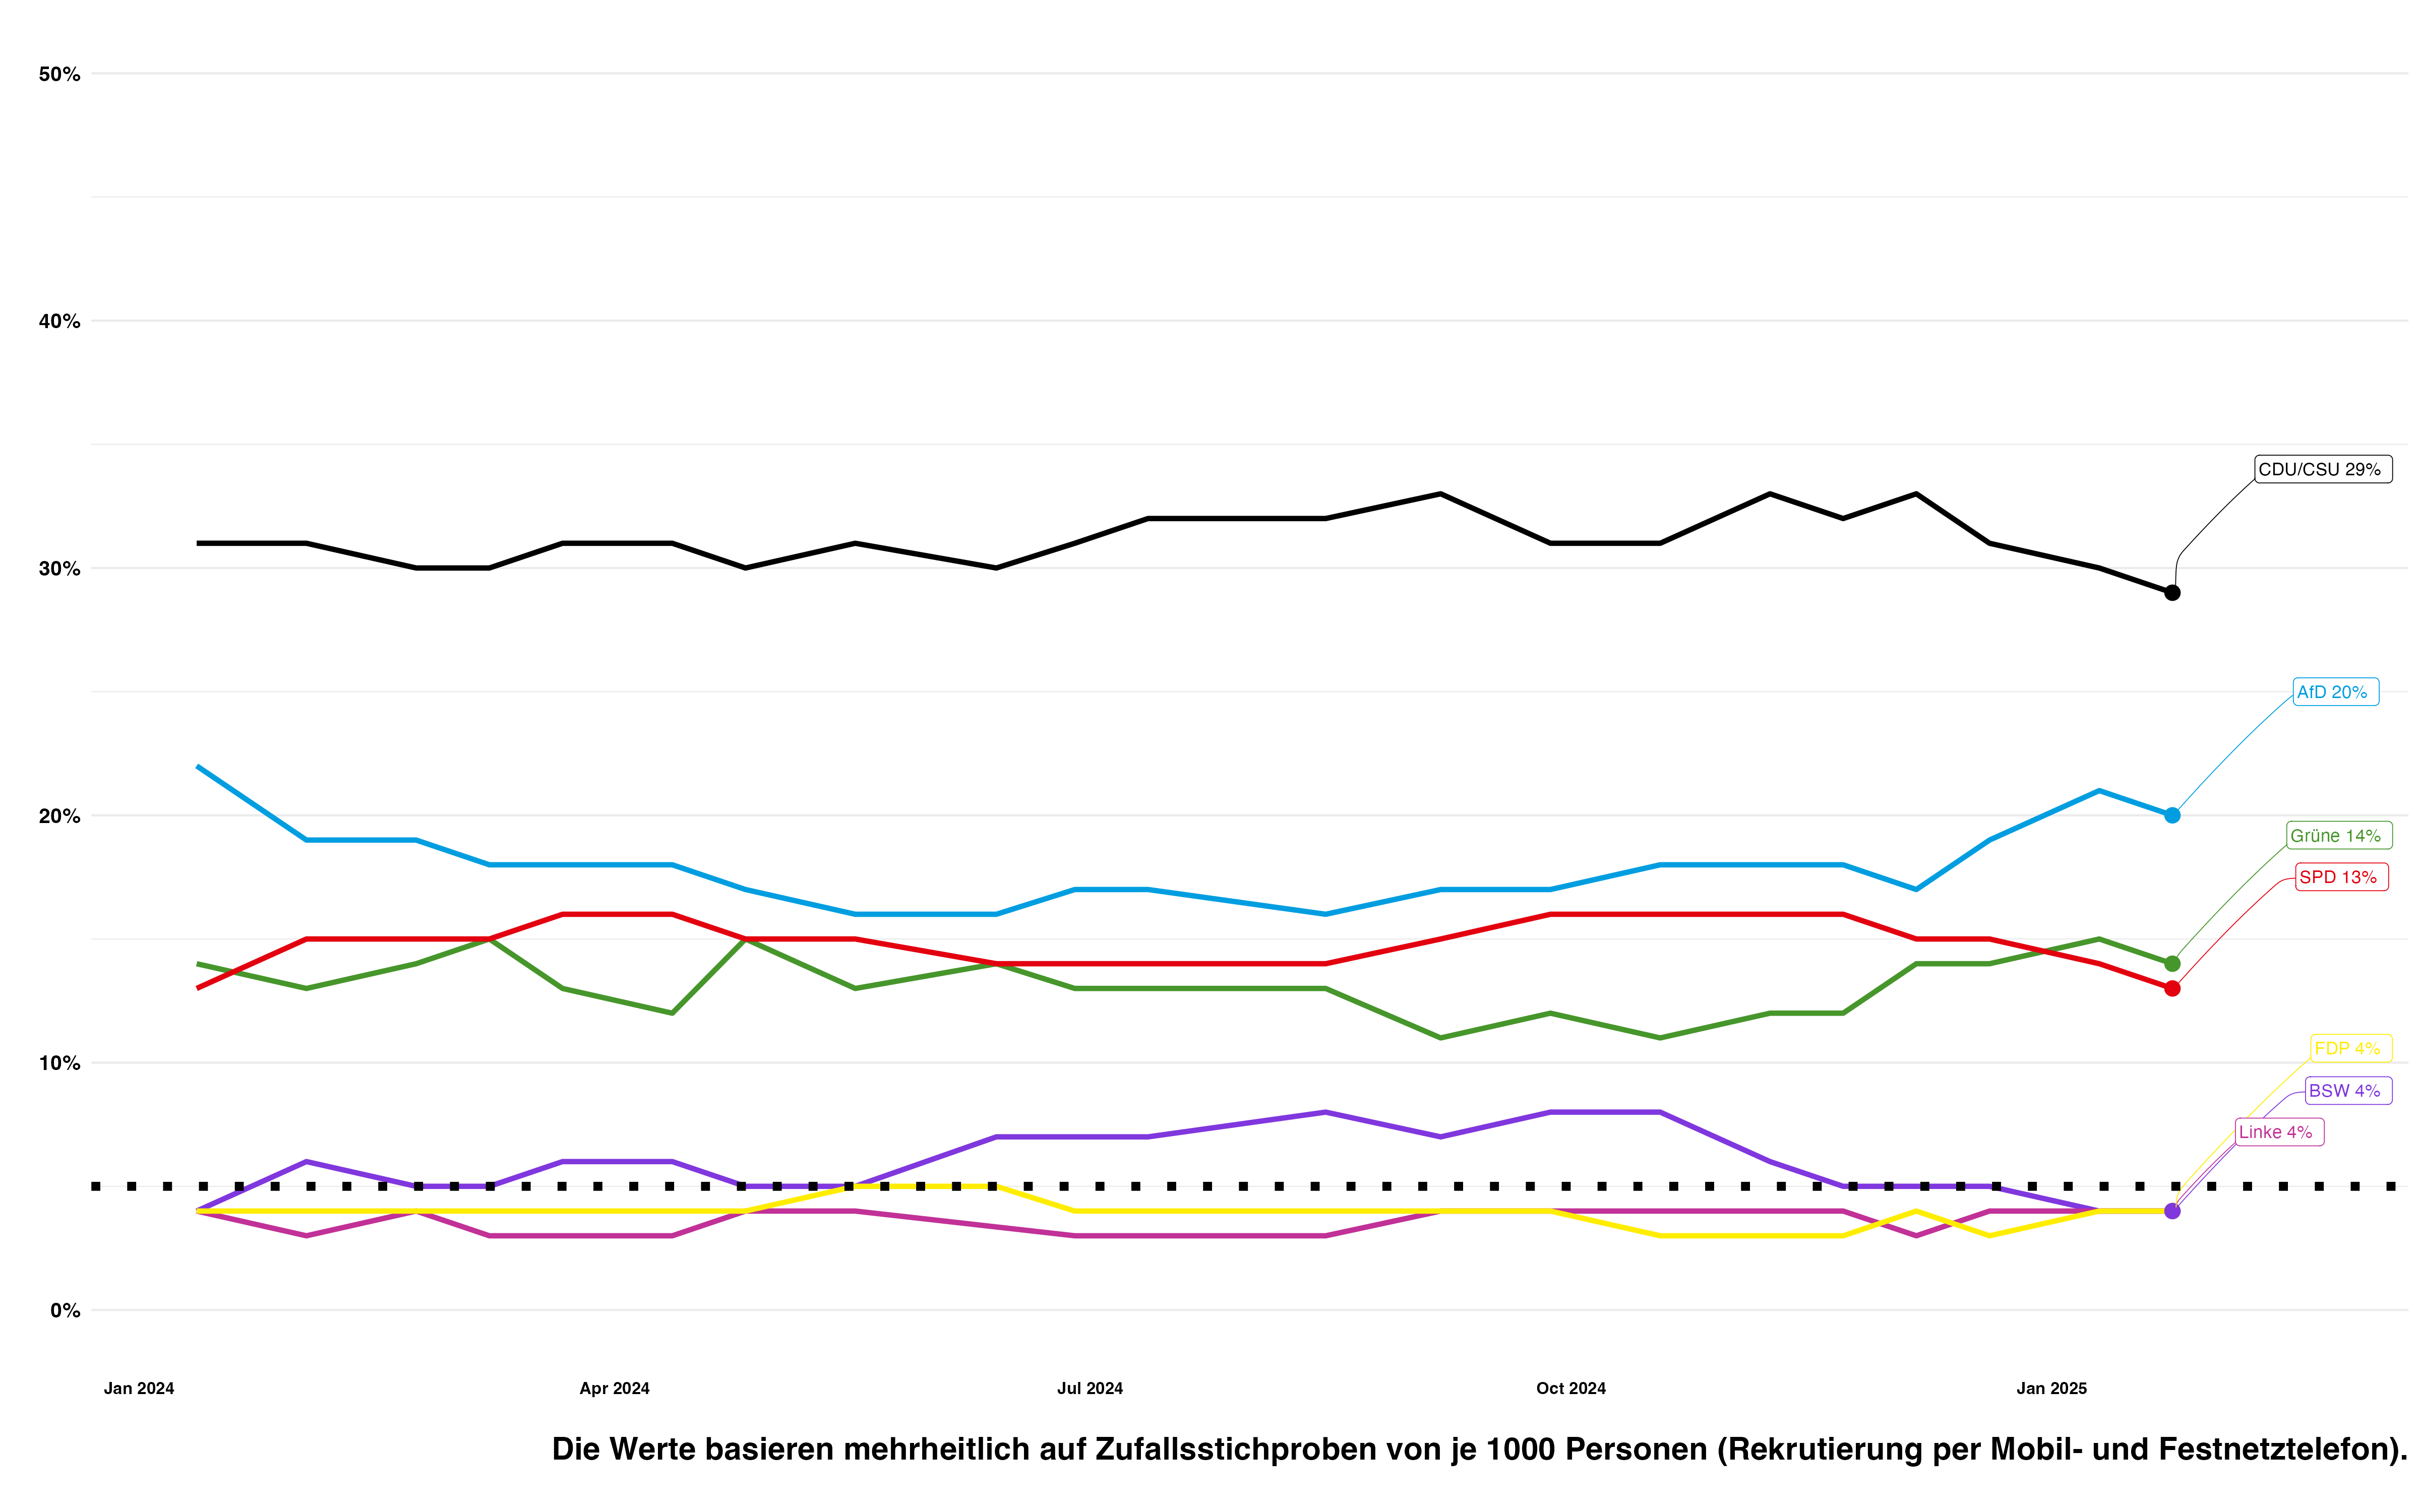 50%
40%
30%
20%
10%
0%
CDU/CSU 29%
AfD 20%
Grüne 14%
SPD 13%
FDP 4%
BSW 4%
Linke 4%
Jan 2024
Apr 2024
Jul 2024
Oct 2024
Jan 2025
Die Werte basieren mehrheitlich auf Zufallsstichproben von je 1000 Personen (Rekrutierung per Mobil- und Festnetztelefon).